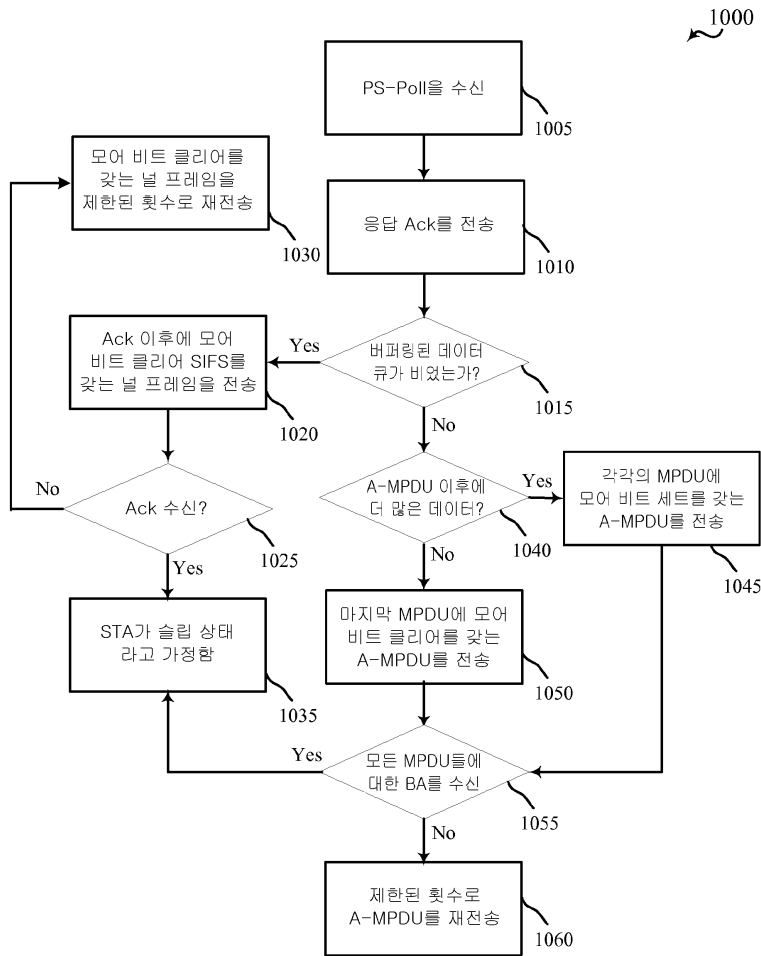 1000
PS-Poll을 수신
1005
모어 비트 클리어를
갖는 널 프레임을
제한된 횟수로 재전송
1030
응답 Ack를 전송
1010
Ack 이후에 모어
비트 클리어 SIFS를
갖는 널 프레임을 전송
1020
Yes
버퍼링된 데이터
큐가 비었는가?
1015
No
No
Ack 수신?
1025
Yes
A-MPDU 이후에
더 많은 데이터?
1040
Yes
No
각각의 MPDU에
모어 비트 세트를 갖는
A-MPDU를 전송
1045
STA가 슬립 상태
라고 가정함
1035
마지막 MPDU에 모어
비트 클리어를 갖는
A-MPDU를 전송
1050
Yes
모든 MPDU들에
대한 BA를 수신
1055
No
제한된 횟수로
A-MPDU를 재전송
1060